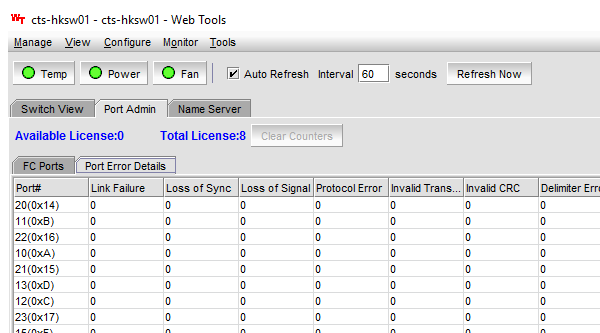 WT cts-hksw01 - cts-hksw01 - Web Tools
Manage View Configure Monitor Tools
Temp Power Fan Auto Refresh Interval 60 seconds Refresh Now
Switch View Port Admin Name Server
Available License:0 Total License:8 Clear Counters
FC Ports Port Error Details
Port# Link Failure Loss of Sync Loss of Signal Protocol Error Invalid Trans... Invalid CRC Delimiter Erro
20(0x14) 0 0 0 0 0 0 0
11(0xB) 0 0 0 0 0 0 0
22(0x16) 0 0 0 0 0 0 0
10(0xA) 0 0 0 0 0 0 0
21(0x15) 0 0 0 0 0 0 0
13(0xD) 0 0 0 0 0 0 0
12(0xC) 0 0 0 0 0 0 0
23(0x17) 0 0 0 0 0 0 0